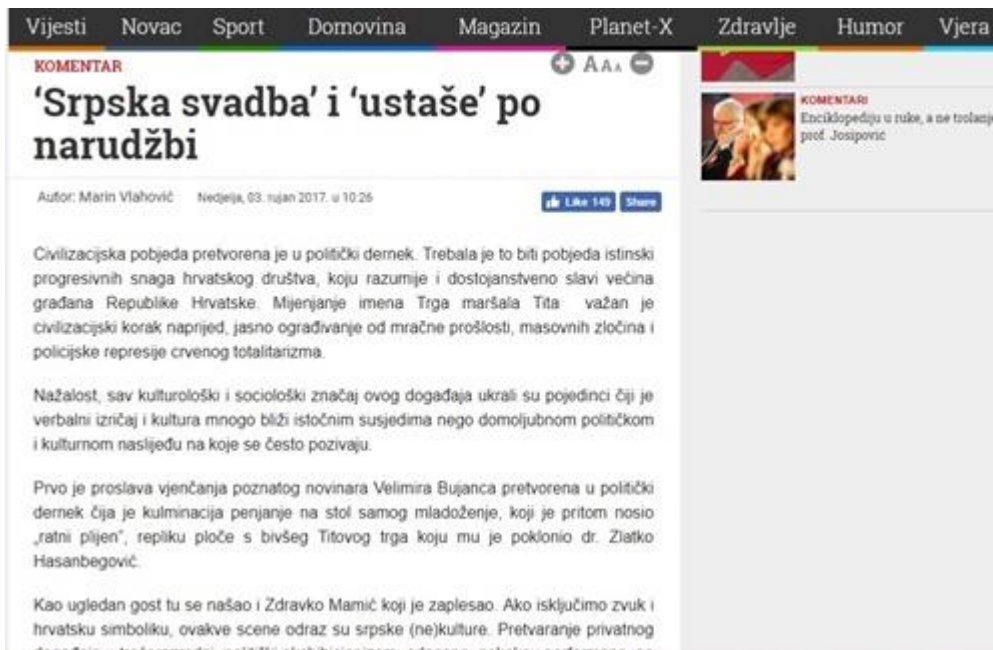 Vijesti Novac Sport Domovina Magazin Planet-X Zdravlje Humor Vjera
KOMENTAR
A A A
'Srpska svadba' i 'ustaše' po
narudžbi
Autor: Marin Vlahović Nedjelja, 03. rujan 2017. u 10:26
Like 149 Share
Civilizacijska pobjeda pretvorena je u politički dernek. Trebala je to biti pobjeda istinski
progresivnih snaga hrvatskog društva, koju razumije i dostojanstveno slavi većina
građana Republike Hrvatske. Mijenjanje imena Trga maršala Tita važan je
civilizacijski korak naprijed, jasno ograđivanje od mračne prošlosti, masovnih zločina i
policijske represije crvenog totalitarizma.
Nažalost, sav kulturološki i sociološki značaj ovog događaja ukrali su pojedinci čiji je
verbalni izričaj i kultura mnogo bliži istočnim susjedima nego domoljubnom političkom
i kulturnom naslijeđu na koje se često pozivaju.
Prvo je proslava vjenčanja poznatog novinara Velimira Bujanca pretvorena u politički
dernek čija je kulminacija penjanje na stol samog mladoženje, koji je pritom nosio
„ratni plijen", repliku ploče s bivšeg Titovog trga koju mu je poklonio dr. Zlatko
Hasanbegović.
Kao ugledan gost tu se našao i Zdravko Mamić koji je zaplesao. Ako isključimo zvuk i
hrvatsku simboliku, ovakve scene odraz su srpske (ne)kulture. Pretvaranje privatnog
KOMENTARI
Enciklopediju u ruke, a ne trolanje
prof. Josipović